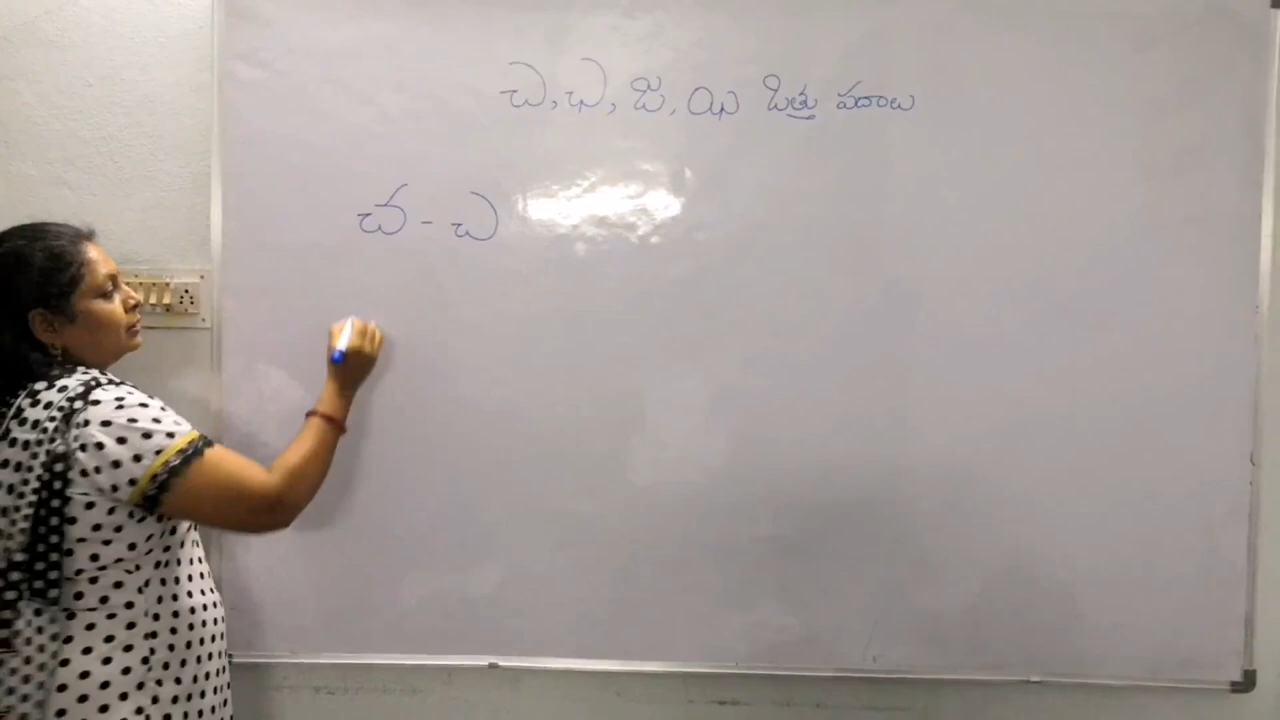 చ, ఛ, జ, ఝ ఒత్తు పదాలు
చ - చ